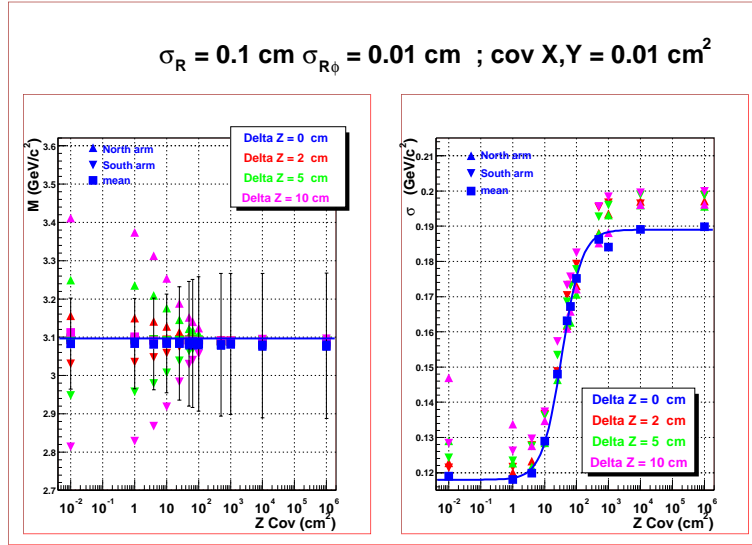 σR = 0.1 cm σRϕ = 0.01 cm ; cov X,Y = 0.01 cm2
M (GeV/c2)
3.6
3.5
3.4
3.3
3.2
3.1
3
2.9
2.8
2.7
North arm
South arm
mean
Delta Z = 0 cm
Delta Z = 2 cm
Delta Z = 5 cm
Delta Z = 10 cm
10-2 10-1 1 10 102 103 104 105 106
Z Cov (cm2)
σ (GeV/c2)
0.21
0.2
0.19
0.18
0.17
0.16
0.15
0.14
0.13
0.12
North arm
South arm
mean
Delta Z = 0 cm
Delta Z = 2 cm
Delta Z = 5 cm
Delta Z = 10 cm
10-2 10-1 1 10 102 103 104 105 106
Z Cov (cm2)